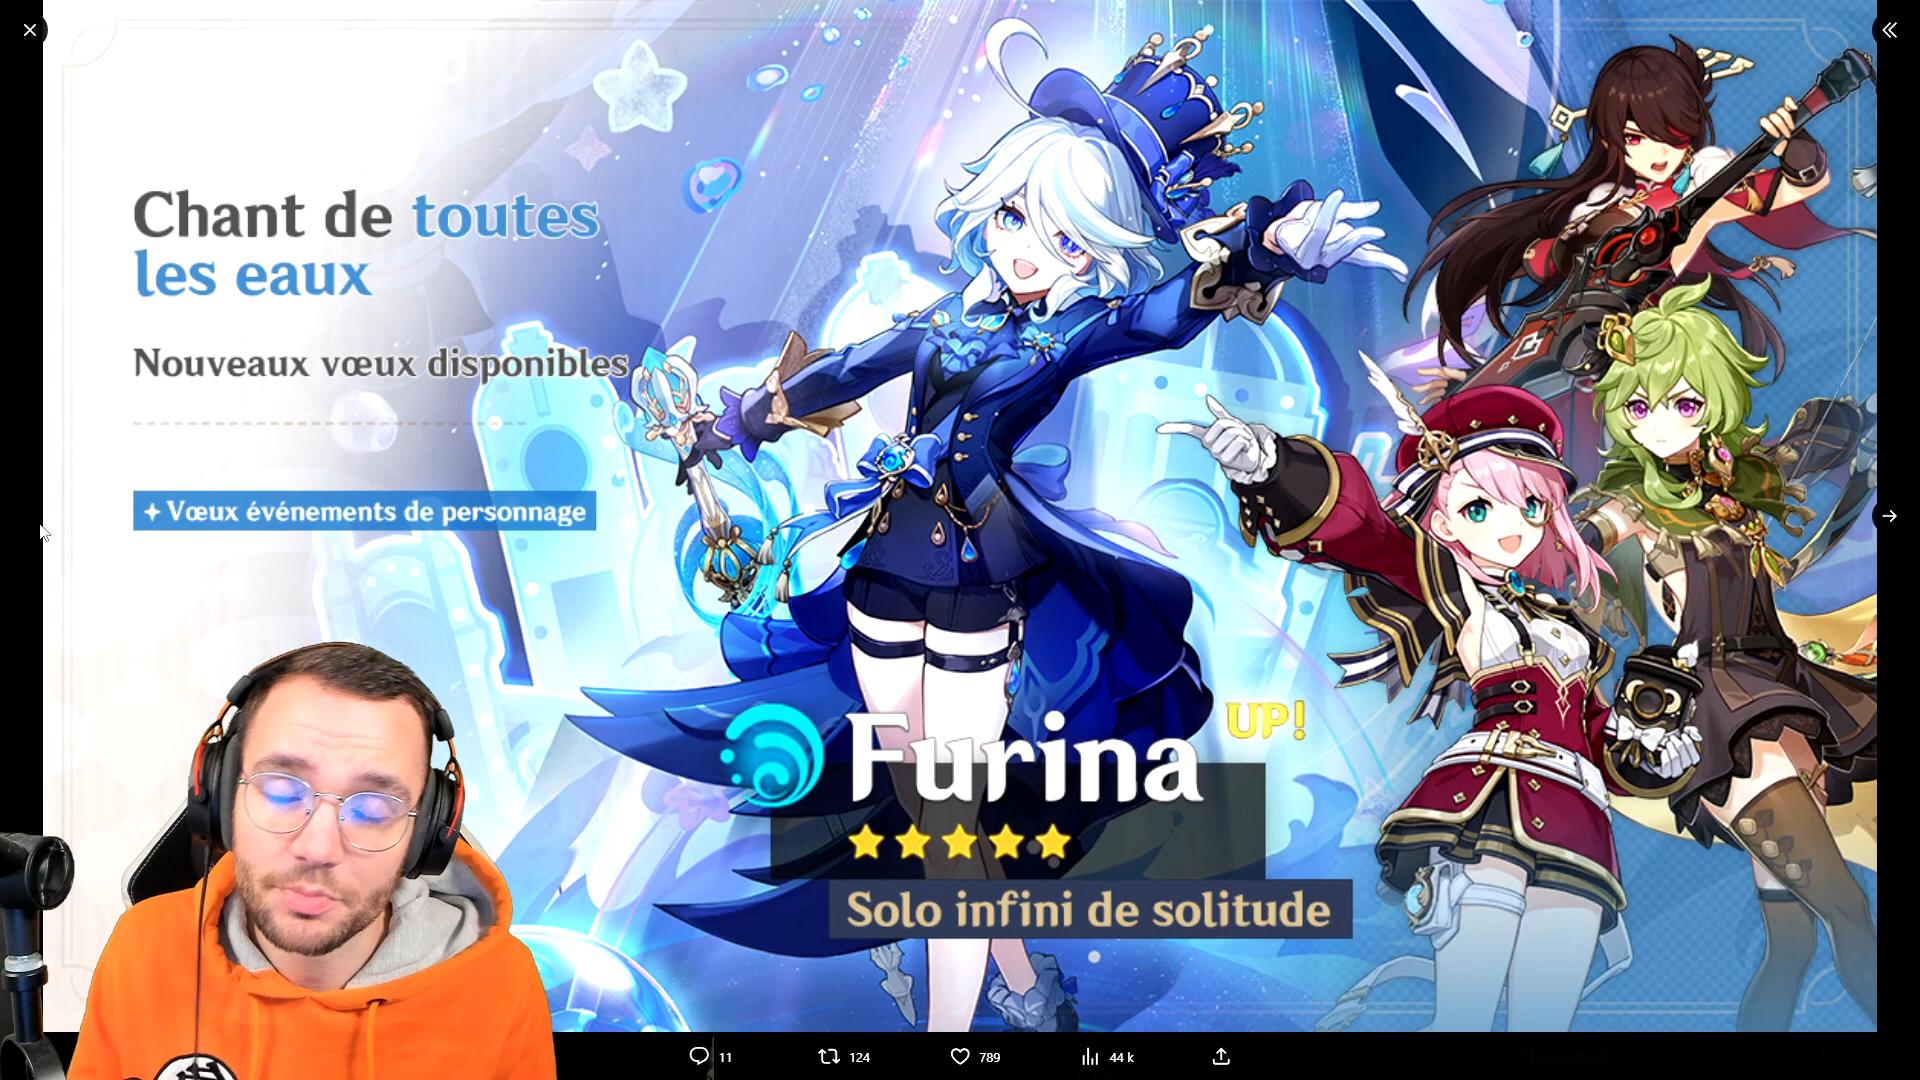 Chant de toutes
les eaux
Nouveaux vœux disponibles
Vœux événements de personnage
Furina
UP!
Solo infini de solitude
11
124
789
44 k
Messages